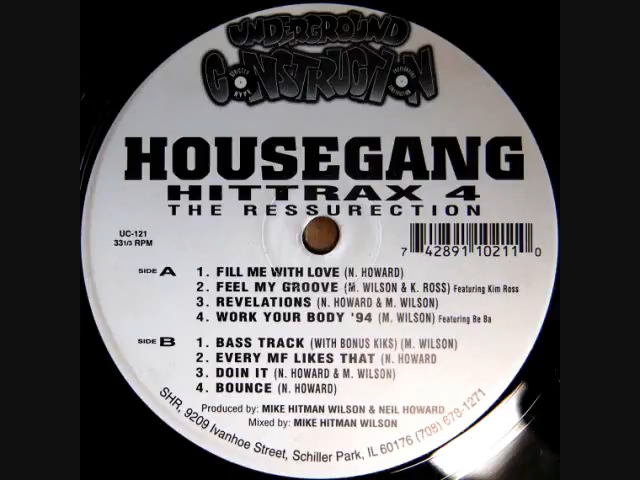 UNDERGROUND
CONSTRUCTION
HOUSEGANG
HITTRAX 4
THE RESSURECTION
UC-121
33 1/3 RPM
7 42891 10211 0
SIDE A
1. FILL ME WITH LOVE (N. HOWARD)
2. FEEL MY GROOVE (M. WILSON & K. ROSS) Featuring Kim Ross
3. REVELATIONS (N. HOWARD & M. WILSON)
4. WORK YOUR BODY '94 (M. WILSON) Featuring Be Ba
SIDE B
1. BASS TRACK (WITH BONUS KIKS) (M. WILSON)
2. EVERY MF LIKES THAT (N. HOWARD
3. DOIN IT (N. HOWARD & M. WILSON)
4. BOUNCE (N. HOWARD)
Produced by: MIKE HITMAN WILSON & NEIL HOWARD
Mixed by: MIKE HITMAN WILSON
SHR, 9209 Ivanhoe Street, Schiller Park, IL 60176 (708) 679-1271